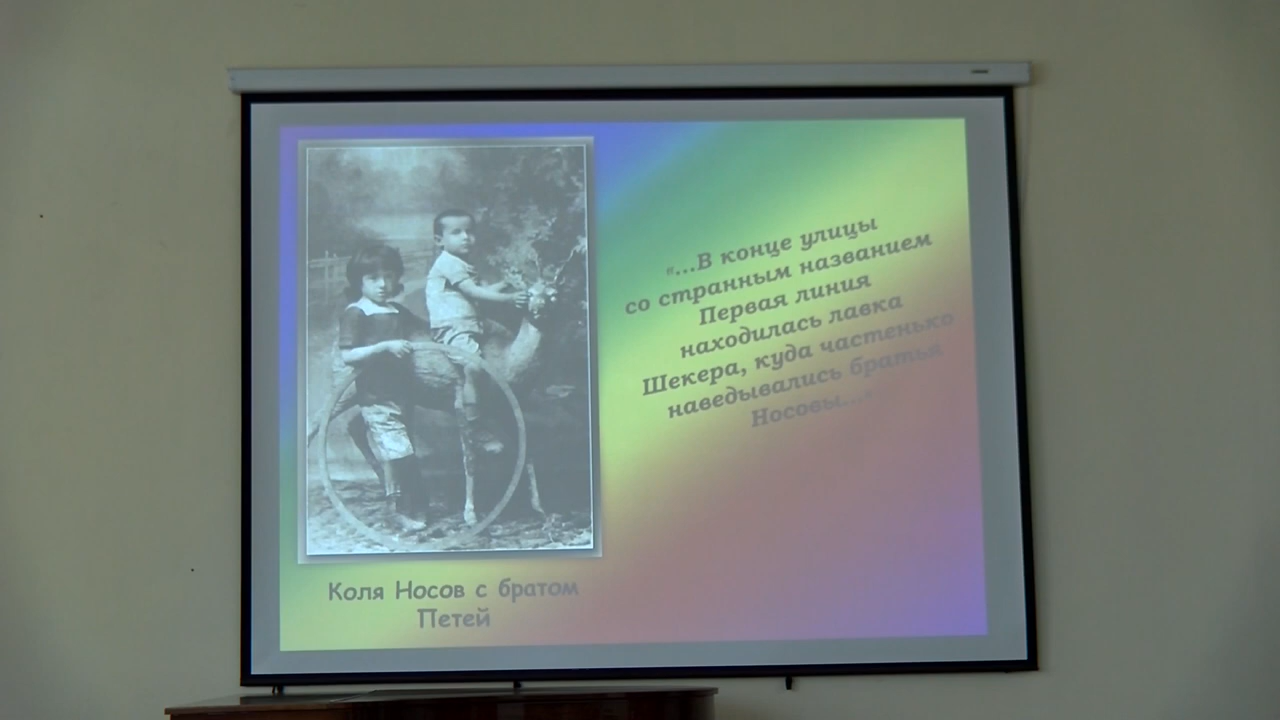 «...В конце улицы
со странным названием
Первая линия
находилась лавка
Шекера, куда частенько
наведывались братья
Носовы...»
Коля Носов с братом
Петей